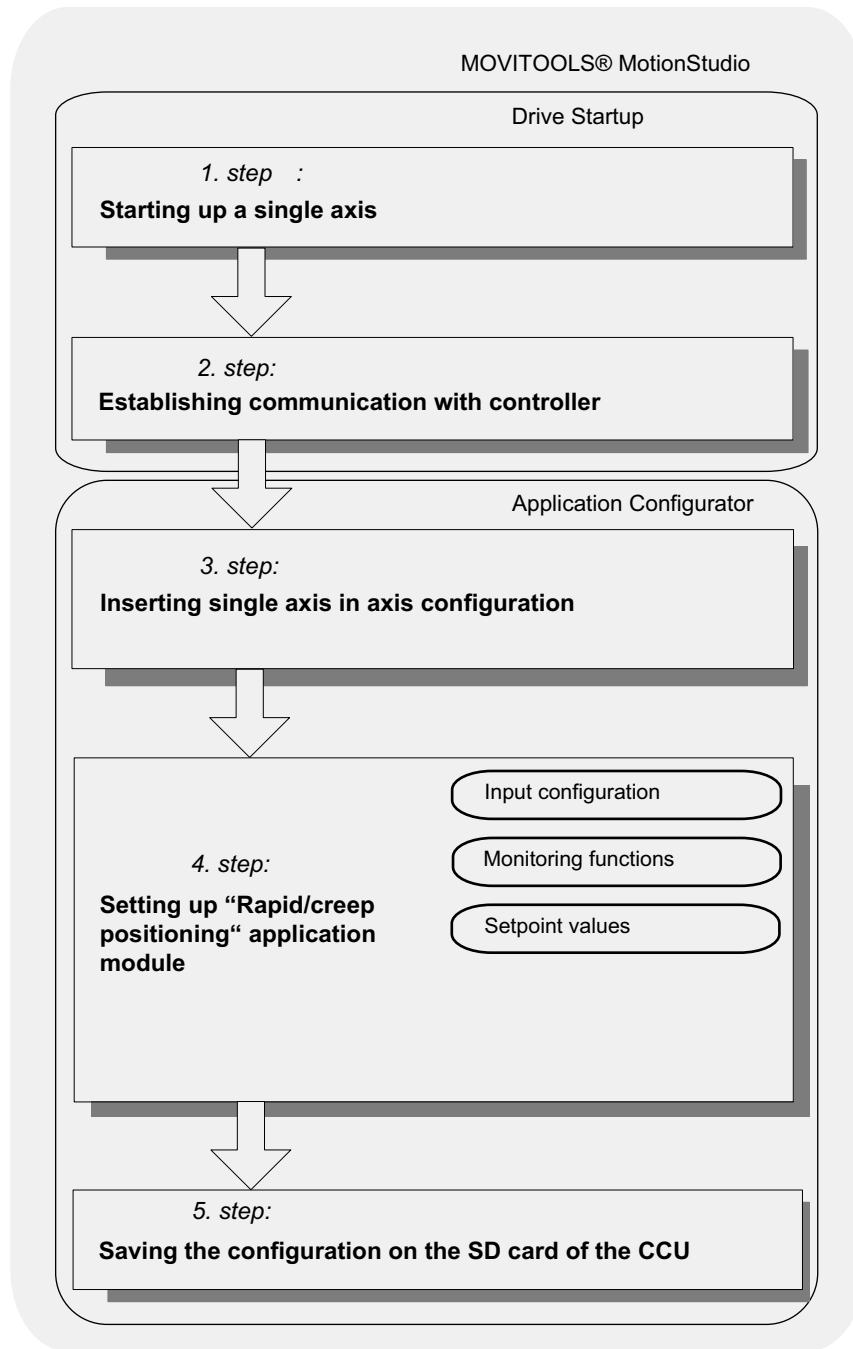 MOVITOOLS® MotionStudio
Drive Startup
1. step :
Starting up a single axis
2. step:
Establishing communication with controller
Application Configurator
3. step:
Inserting single axis in axis configuration
4. step:
Setting up “Rapid/creep
positioning“ application
module
Input configuration
Monitoring functions
Setpoint values
5. step:
Saving the configuration on the SD card of the CCU